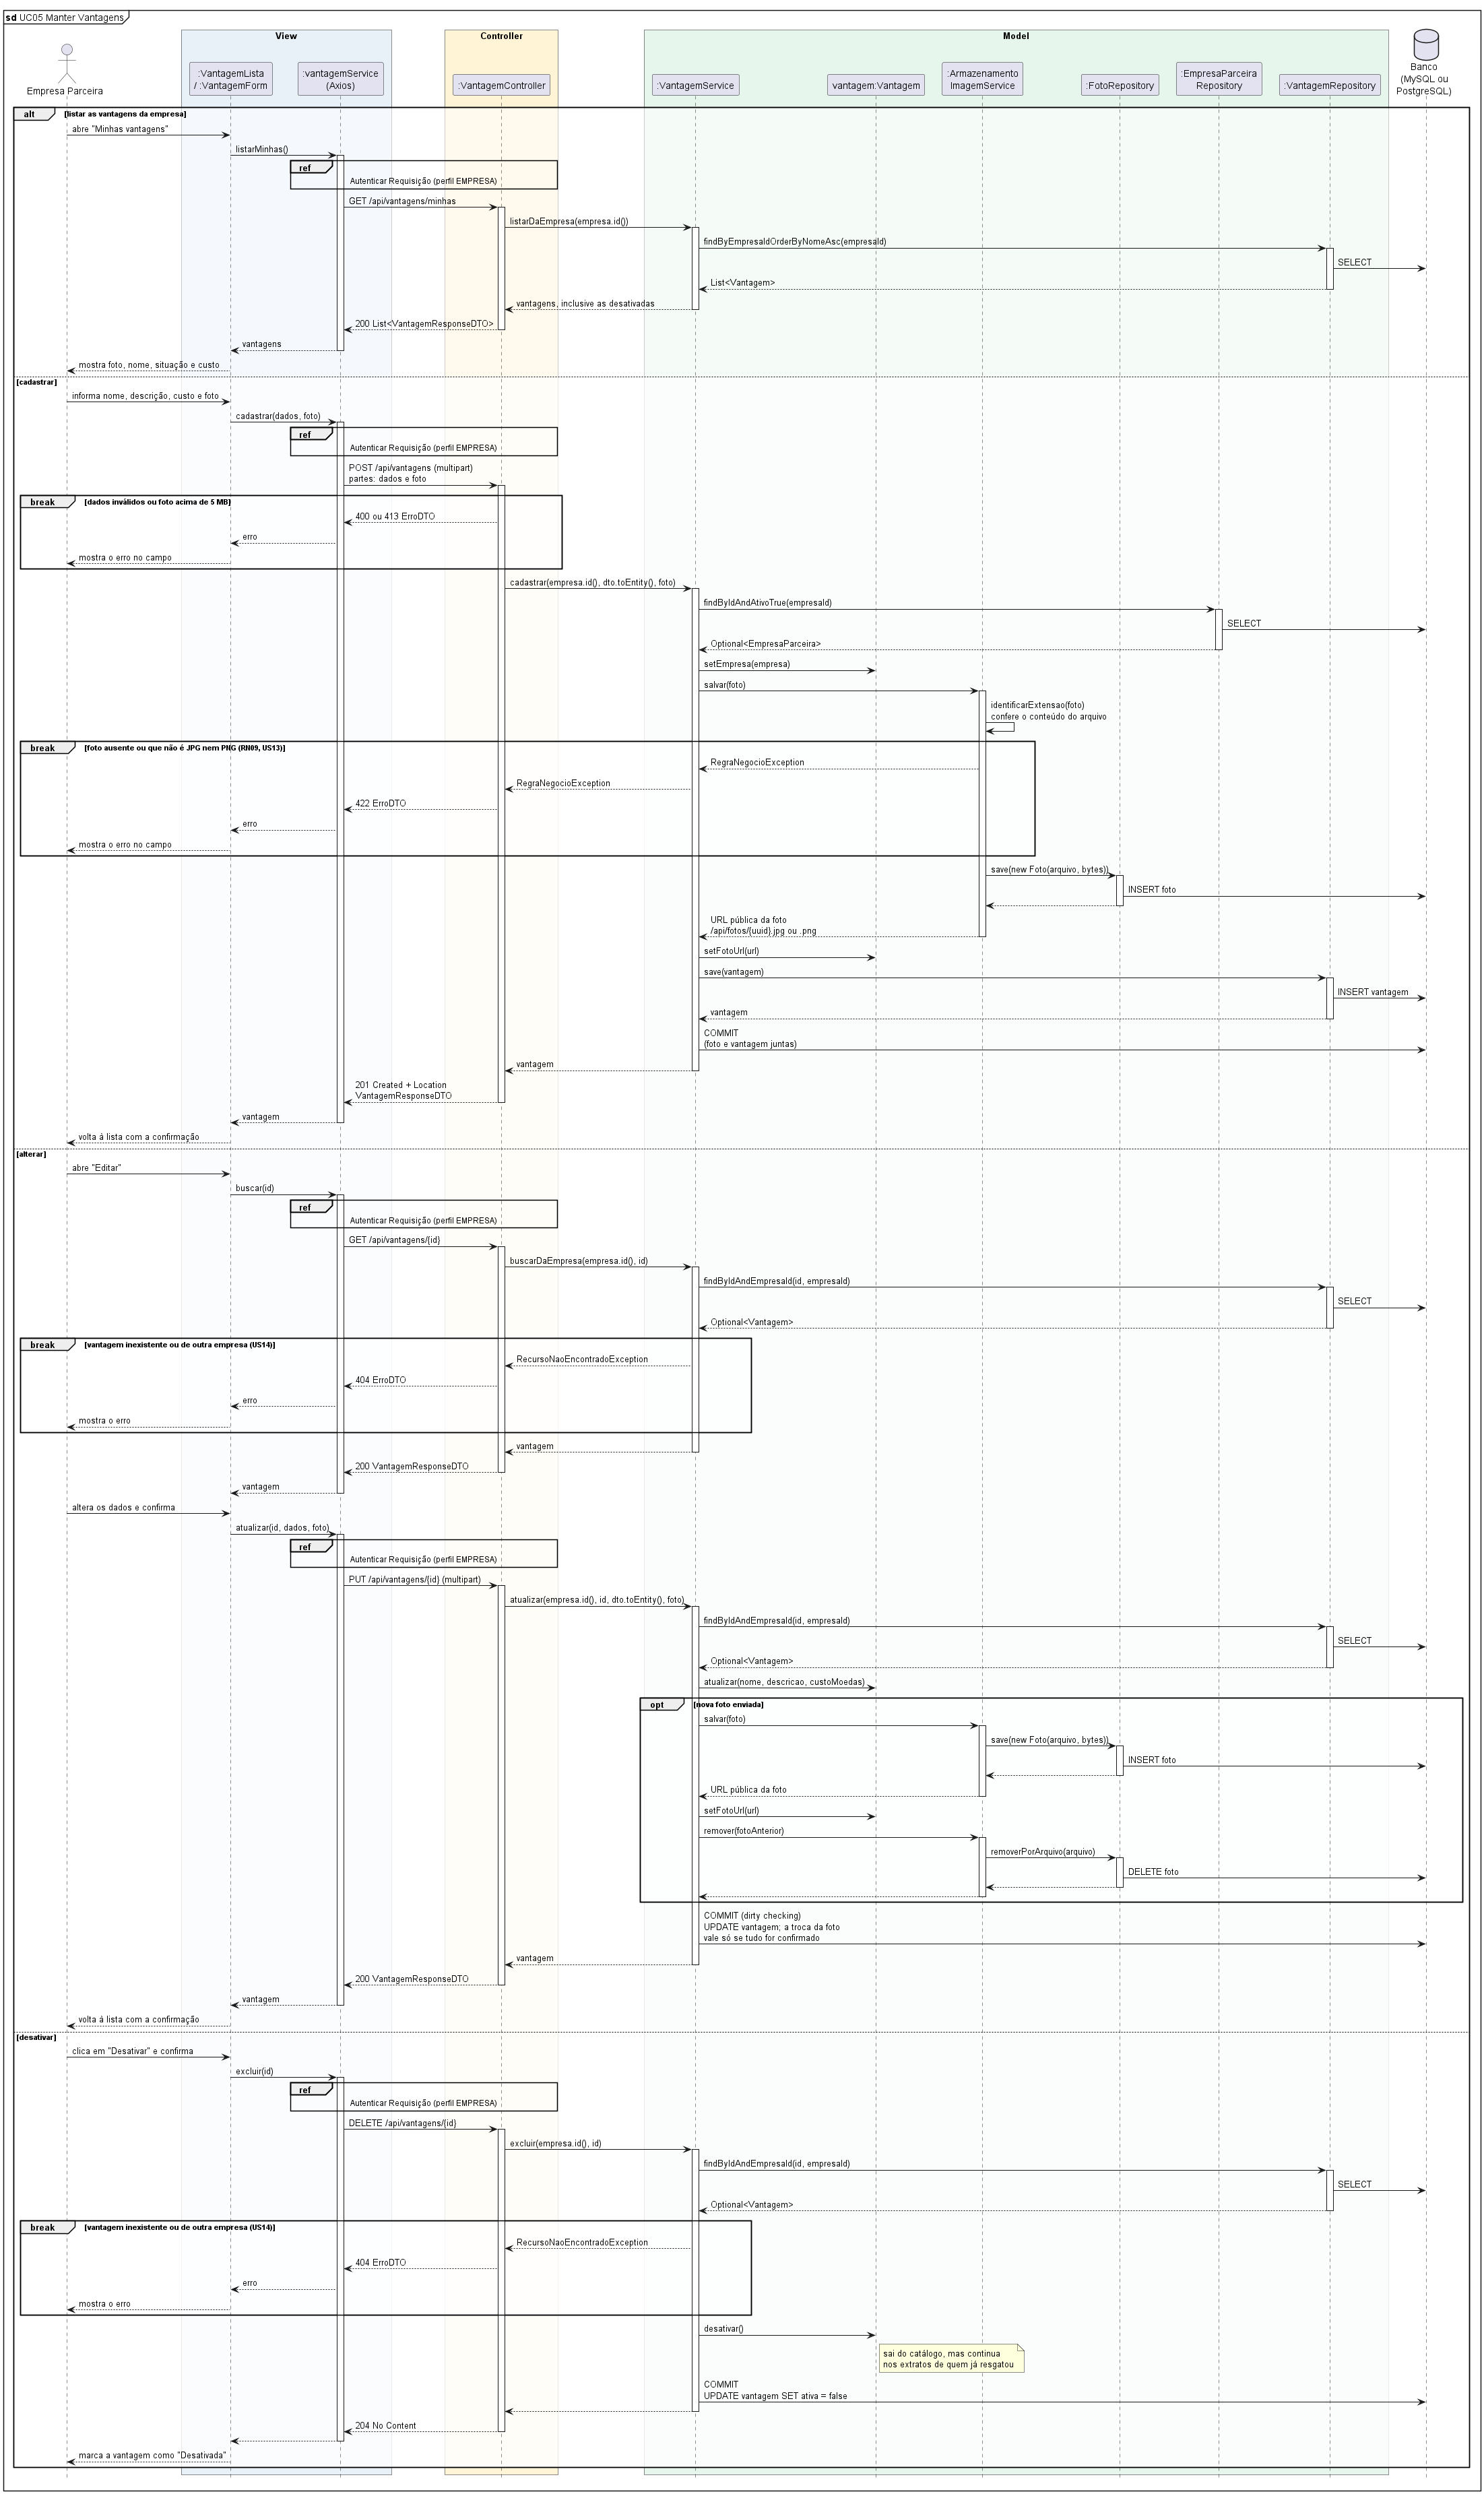 sd UC05 Manter Vantagens
View
Controller
Model
Empresa Parceira
:VantagemLista
/ :VantagemForm
:vantagemService
(Axios)
:VantagemController
:VantagemService
vantagem:Vantagem
:Armazenamento
ImagemService
:FotoRepository
:EmpresaParceira
Repository
:VantagemRepository
Banco
(MySQL ou
PostgreSQL)
alt [listar as vantagens da empresa]
abre "Minhas vantagens"
listarMinhas()
ref
Autenticar Requisição (perfil EMPRESA)
GET /api/vantagens/minhas
listarDaEmpresa(empresa.id())
findByEmpresaIdOrderByNomeAsc(empresaId)
SELECT
List<Vantagem>
vantagens, inclusive as desativadas
200 List<VantagemResponseDTO>
vantagens
mostra foto, nome, situação e custo
[cadastrar]
informa nome, descrição, custo e foto
cadastrar(dados, foto)
ref
Autenticar Requisição (perfil EMPRESA)
POST /api/vantagens (multipart)
partes: dados e foto
break [dados inválidos ou foto acima de 5 MB]
400 ou 413 ErroDTO
erro
mostra o erro no campo
cadastrar(empresa.id(), dto.toEntity(), foto)
findByIdAndAtivoTrue(empresaId)
SELECT
Optional<EmpresaParceira>
setEmpresa(empresa)
salvar(foto)
identificarExtensao(foto)
confere o conteúdo do arquivo
break [foto ausente ou que não é JPG nem PNG (RN09, US13)]
RegraNegocioException
RegraNegocioException
422 ErroDTO
erro
mostra o erro no campo
save(new Foto(arquivo, bytes))
INSERT foto
URL pública da foto
/api/fotos/{uuid}.jpg ou .png
setFotoUrl(url)
save(vantagem)
INSERT vantagem
vantagem
COMMIT
(foto e vantagem juntas)
vantagem
201 Created + Location
VantagemResponseDTO
vantagem
volta à lista com a confirmação
[alterar]
abre "Editar"
buscar(id)
ref
Autenticar Requisição (perfil EMPRESA)
GET /api/vantagens/{id}
buscarDaEmpresa(empresa.id(), id)
findByIdAndEmpresaId(id, empresaId)
SELECT
Optional<Vantagem>
break [vantagem inexistente ou de outra empresa (US14)]
RecursoNaoEncontradoException
404 ErroDTO
erro
mostra o erro
vantagem
200 VantagemResponseDTO
vantagem
altera os dados e confirma
atualizar(id, dados, foto)
ref
Autenticar Requisição (perfil EMPRESA)
PUT /api/vantagens/{id} (multipart)
atualizar(empresa.id(), id, dto.toEntity(), foto)
findByIdAndEmpresaId(id, empresaId)
SELECT
Optional<Vantagem>
atualizar(nome, descricao, custoMoedas)
opt [nova foto enviada]
salvar(foto)
save(new Foto(arquivo, bytes))
INSERT foto
URL pública da foto
setFotoUrl(url)
remover(fotoAnterior)
removerPorArquivo(arquivo)
DELETE foto
COMMIT (dirty checking)
UPDATE vantagem; a troca da foto
vale só se tudo for confirmado
vantagem
200 VantagemResponseDTO
vantagem
volta à lista com a confirmação
[desativar]
clica em "Desativar" e confirma
excluir(id)
ref
Autenticar Requisição (perfil EMPRESA)
DELETE /api/vantagens/{id}
excluir(empresa.id(), id)
findByIdAndEmpresaId(id, empresaId)
SELECT
Optional<Vantagem>
break [vantagem inexistente ou de outra empresa (US14)]
RecursoNaoEncontradoException
404 ErroDTO
erro
mostra o erro
desativar()
sai do catálogo, mas continua
nos extratos de quem já resgatou
COMMIT
UPDATE vantagem SET ativa = false
204 No Content
marca a vantagem como "Desativada"